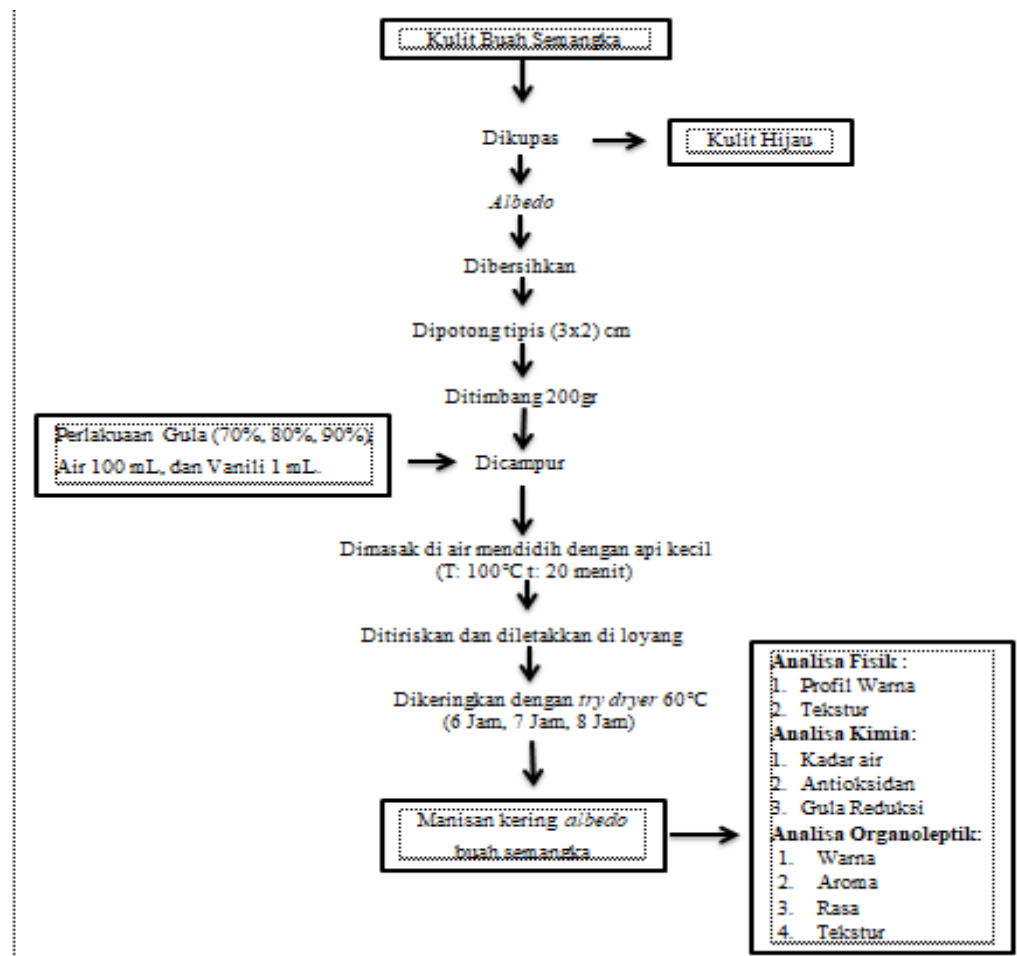 Kulit Buah Semangka
Dikupas
Kulit Hijau
Albedo
Dibersihkan
Dipotong tipis (3x2) cm
Ditimbang 200gr
Perlakuaan Gula (70%, 80%, 90%)
Air 100 mL, dan Vanili 1 mL.
Dicampur
Dimasak di air mendidih dengan api kecil
(T: 100°C t: 20 menit)
Ditiriskan dan diletakkan di loyang
Dikeringkan dengan try dryer 60°C
(6 Jam, 7 Jam, 8 Jam)
Manisan kering albedo
buah semangka
Analisa Fisik :
1. Profil Warna
2. Tekstur
Analisa Kimia:
1. Kadar air
2. Antioksidan
3. Gula Reduksi
Analisa Organoleptik:
1. Warna
2. Aroma
3. Rasa
4. Tekstur